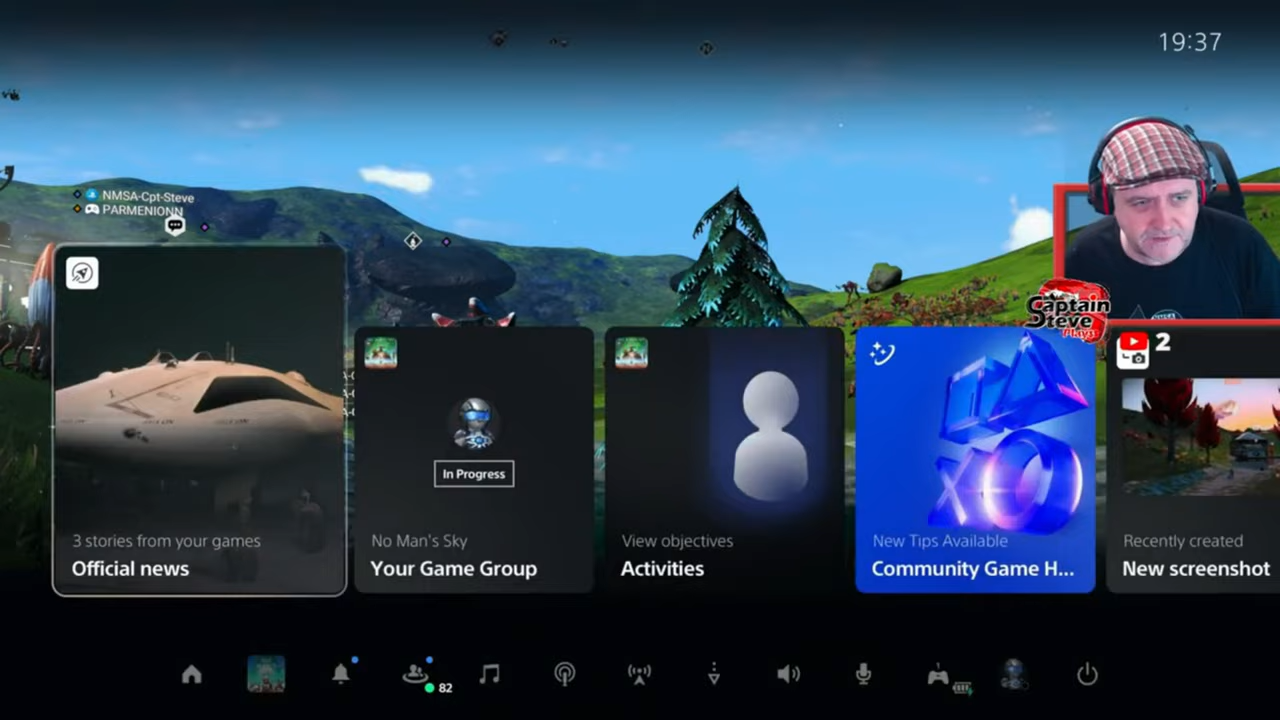 19:37
NMSA-Cpt-Steve
PARMENIONN
Captain
Steve
Playss
2
In Progress
3 stories from your games
Official news
No Man's Sky
Your Game Group
View objectives
Activities
New Tips Available
Community Game H...
Recently created
New screenshot
82